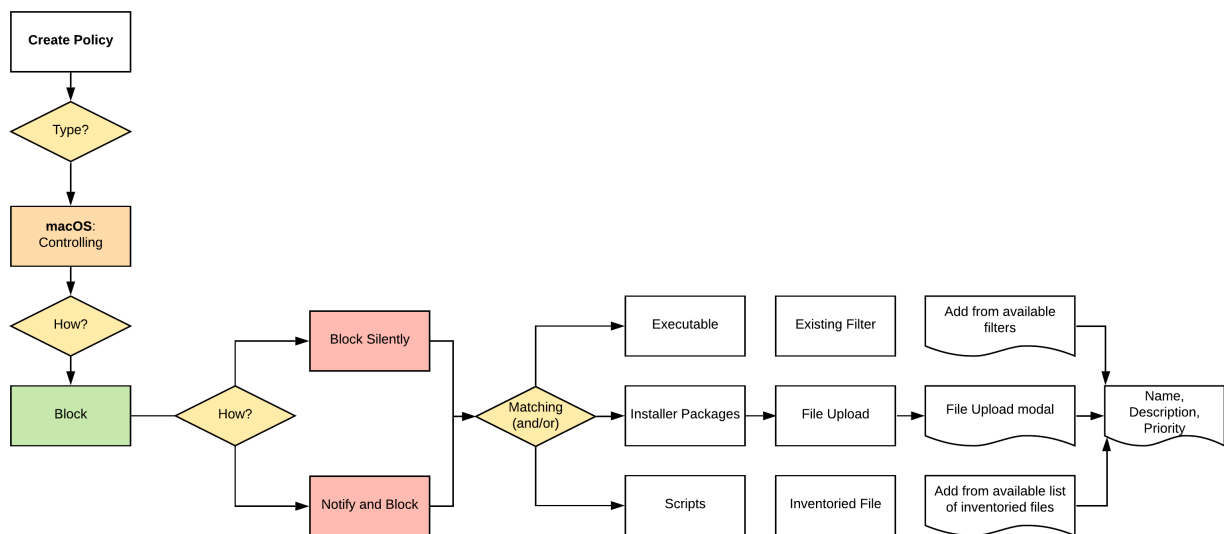 Create Policy
Type?
macOS:
Controlling
How?
Block
How?
Block Silently
Notify and Block
Matching
(and/or)
Executable
Existing Filter
Add from available
filters
Installer Packages
File Upload
File Upload modal
Name,
Description,
Priority
Scripts
Inventoried File
Add from available list
of inventoried files